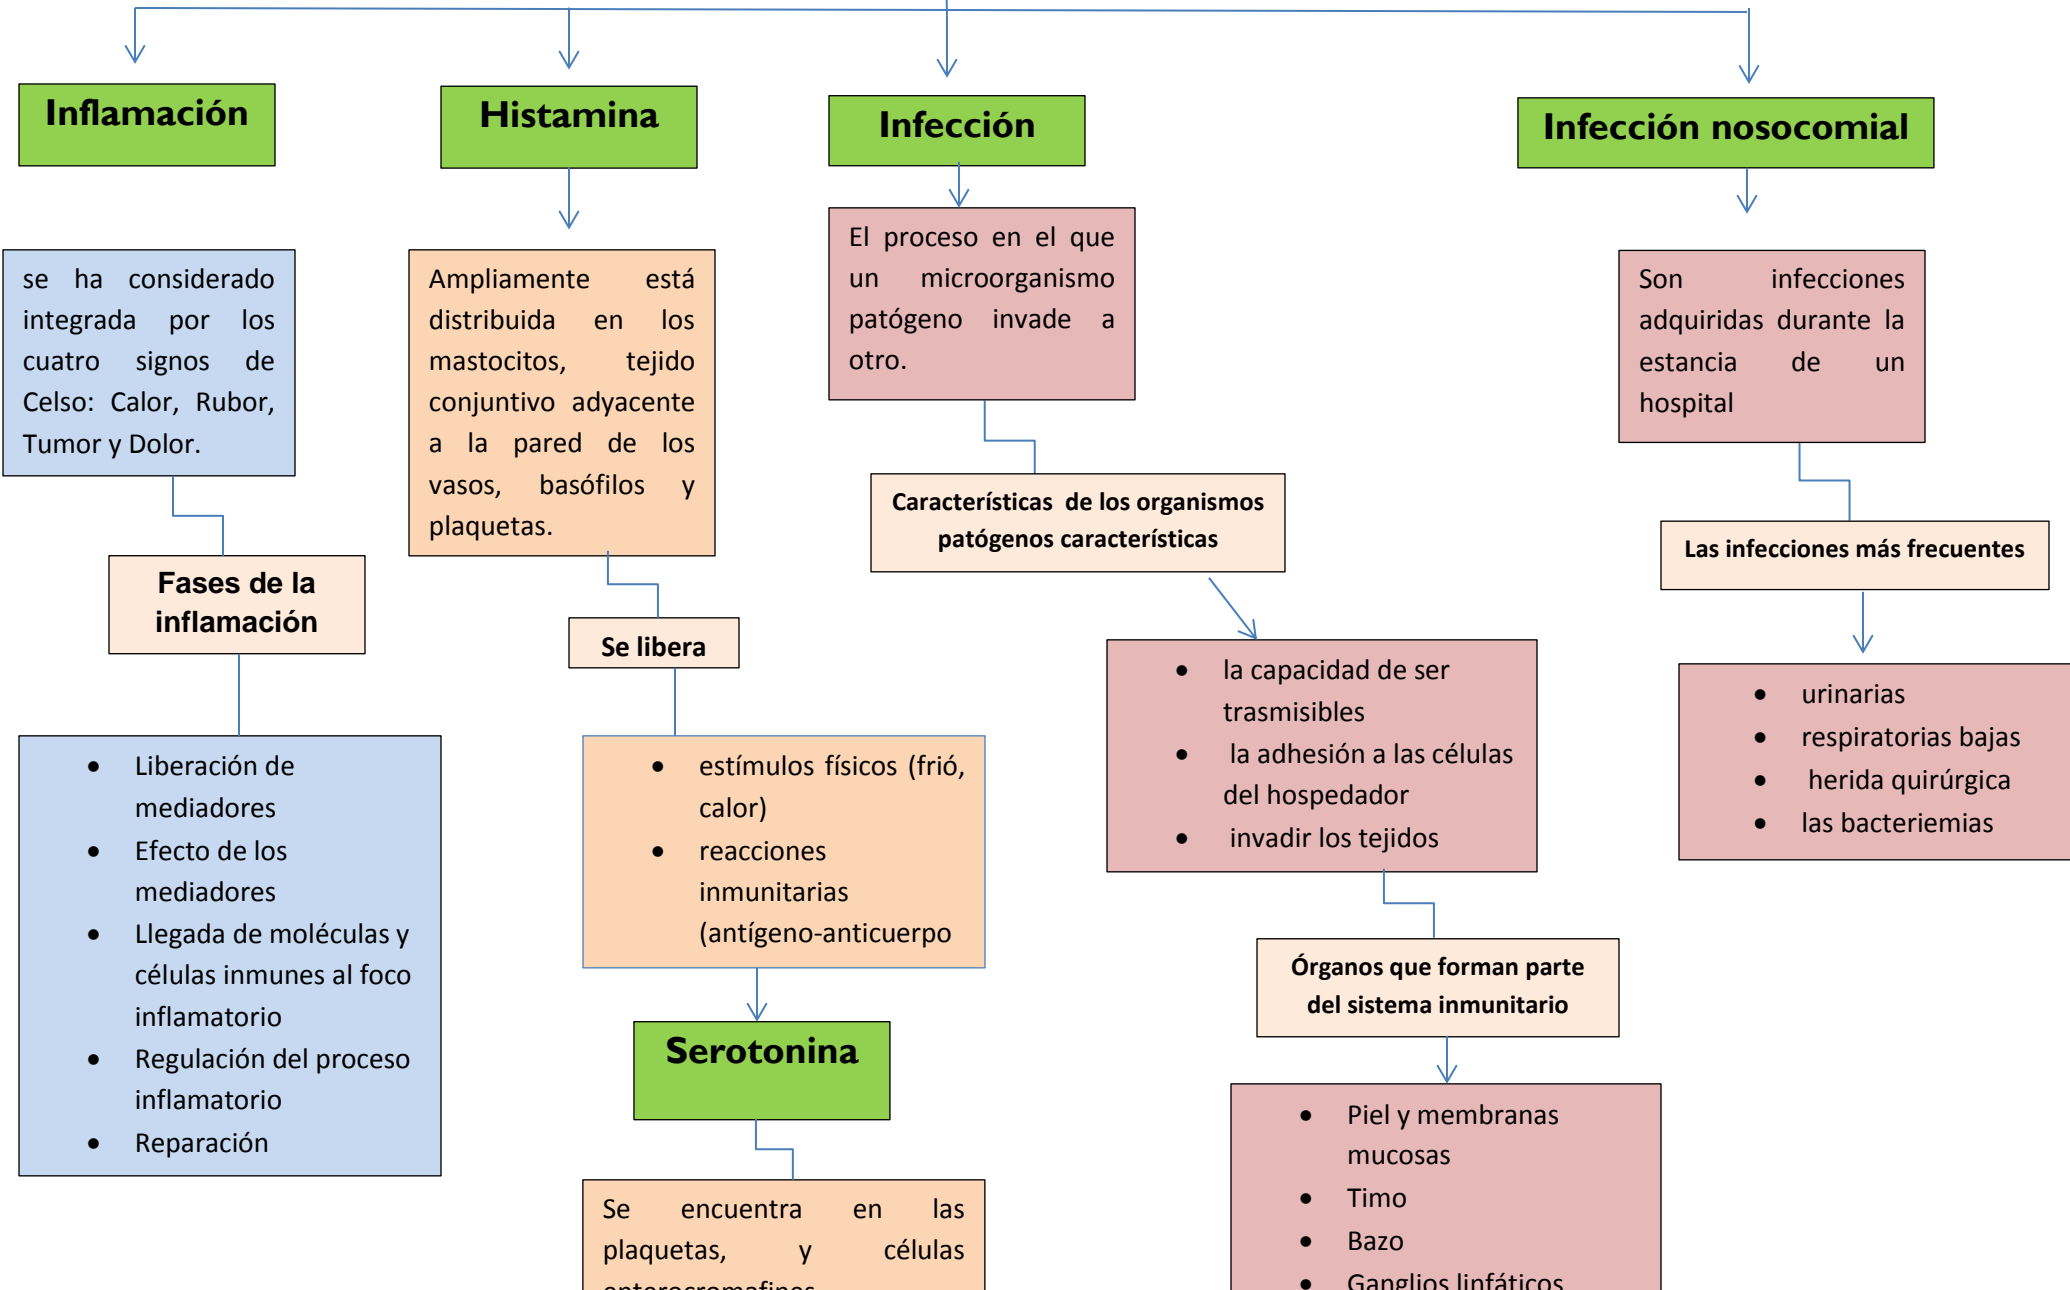 Inflamación
se ha considerado
integrada por los
cuatro signos de
Celso: Calor, Rubor,
Tumor y Dolor.
Fases de la
inflamación
• Liberación de
mediadores
• Efecto de los
mediadores
• Llegada de moléculas y
células inmunes al foco
inflamatorio
• Regulación del proceso
inflamatorio
• Reparación
Histamina
Ampliamente está
distribuida en los
mastocitos, tejido
conjuntivo adyacente
a la pared de los
vasos, basófilos y
plaquetas.
Se libera
• estímulos físicos (frió,
calor)
• reacciones
inmunitarias
(antígeno-anticuerpo
Serotonina
Se encuentra en las
plaquetas, y células
enterocromafines
Infección
El proceso en el que
un microorganismo
patógeno invade a
otro.
Características de los organismos
patógenos características
• la capacidad de ser
trasmisibles
• la adhesión a las células
del hospedador
• invadir los tejidos
Órganos que forman parte
del sistema inmunitario
• Piel y membranas
mucosas
• Timo
• Bazo
• Ganglios linfáticos
Infección nosocomial
Son infecciones
adquiridas durante la
estancia de un
hospital
Las infecciones más frecuentes
• urinarias
• respiratorias bajas
• herida quirúrgica
• las bacteriemias